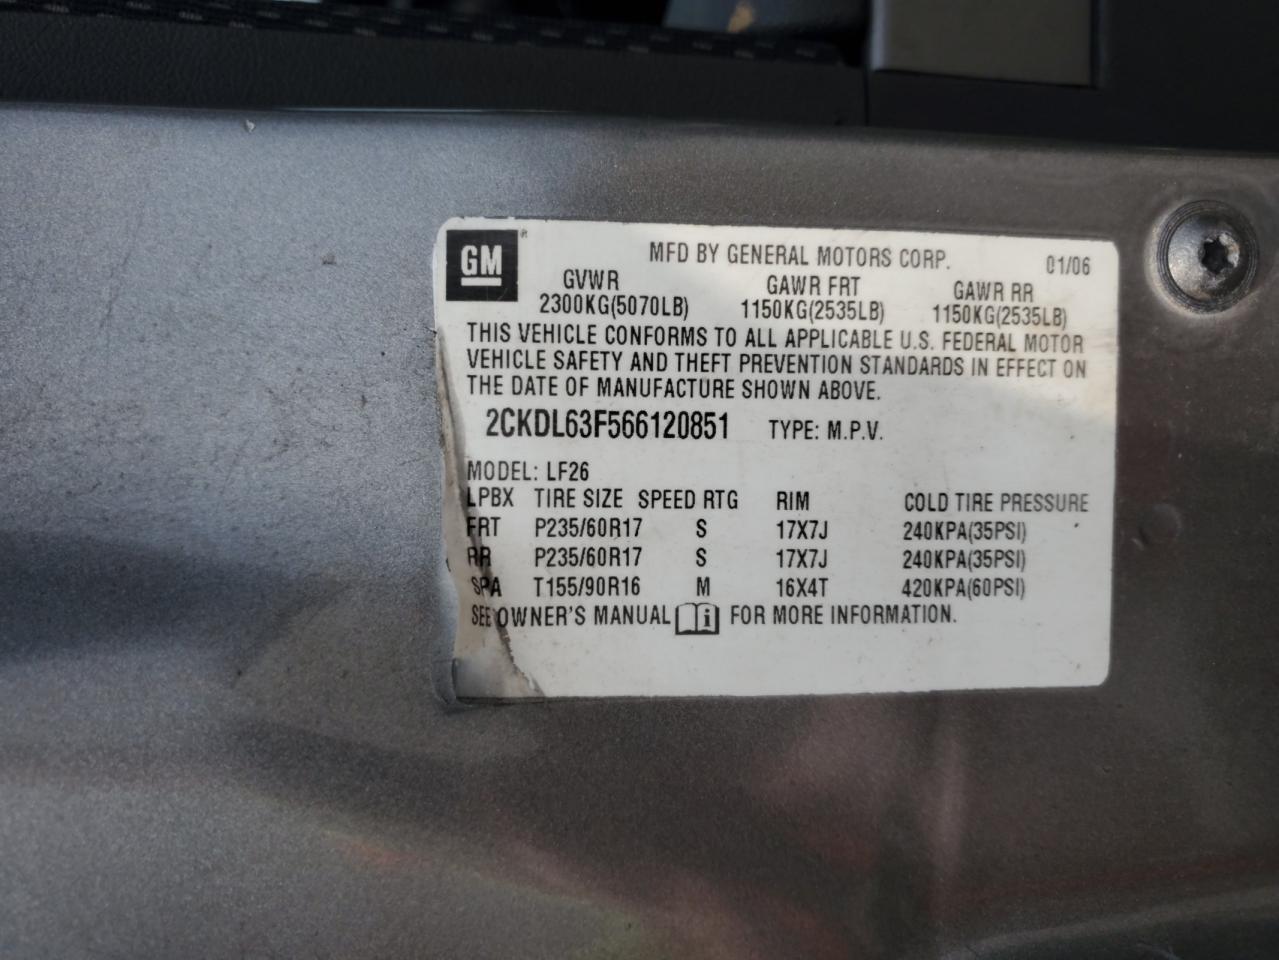 GM®
MFD BY GENERAL MOTORS CORP. 01/06
GVWR GAWR FRT GAWR RR
2300KG(5070LB) 1150KG(2535LB) 1150KG(2535LB)
THIS VEHICLE CONFORMS TO ALL APPLICABLE U.S. FEDERAL MOTOR
VEHICLE SAFETY AND THEFT PREVENTION STANDARDS IN EFFECT ON
THE DATE OF MANUFACTURE SHOWN ABOVE.
2CKDL63F566120851 TYPE: M.P.V.
MODEL: LF26
LPBX TIRE SIZE SPEED RTG RIM COLD TIRE PRESSURE
FRT P235/60R17 S 17X7J 240KPA(35PSI)
RR P235/60R17 S 17X7J 240KPA(35PSI)
SPA T155/90R16 M 16X4T 420KPA(60PSI)
SEE OWNER'S MANUAL i FOR MORE INFORMATION.